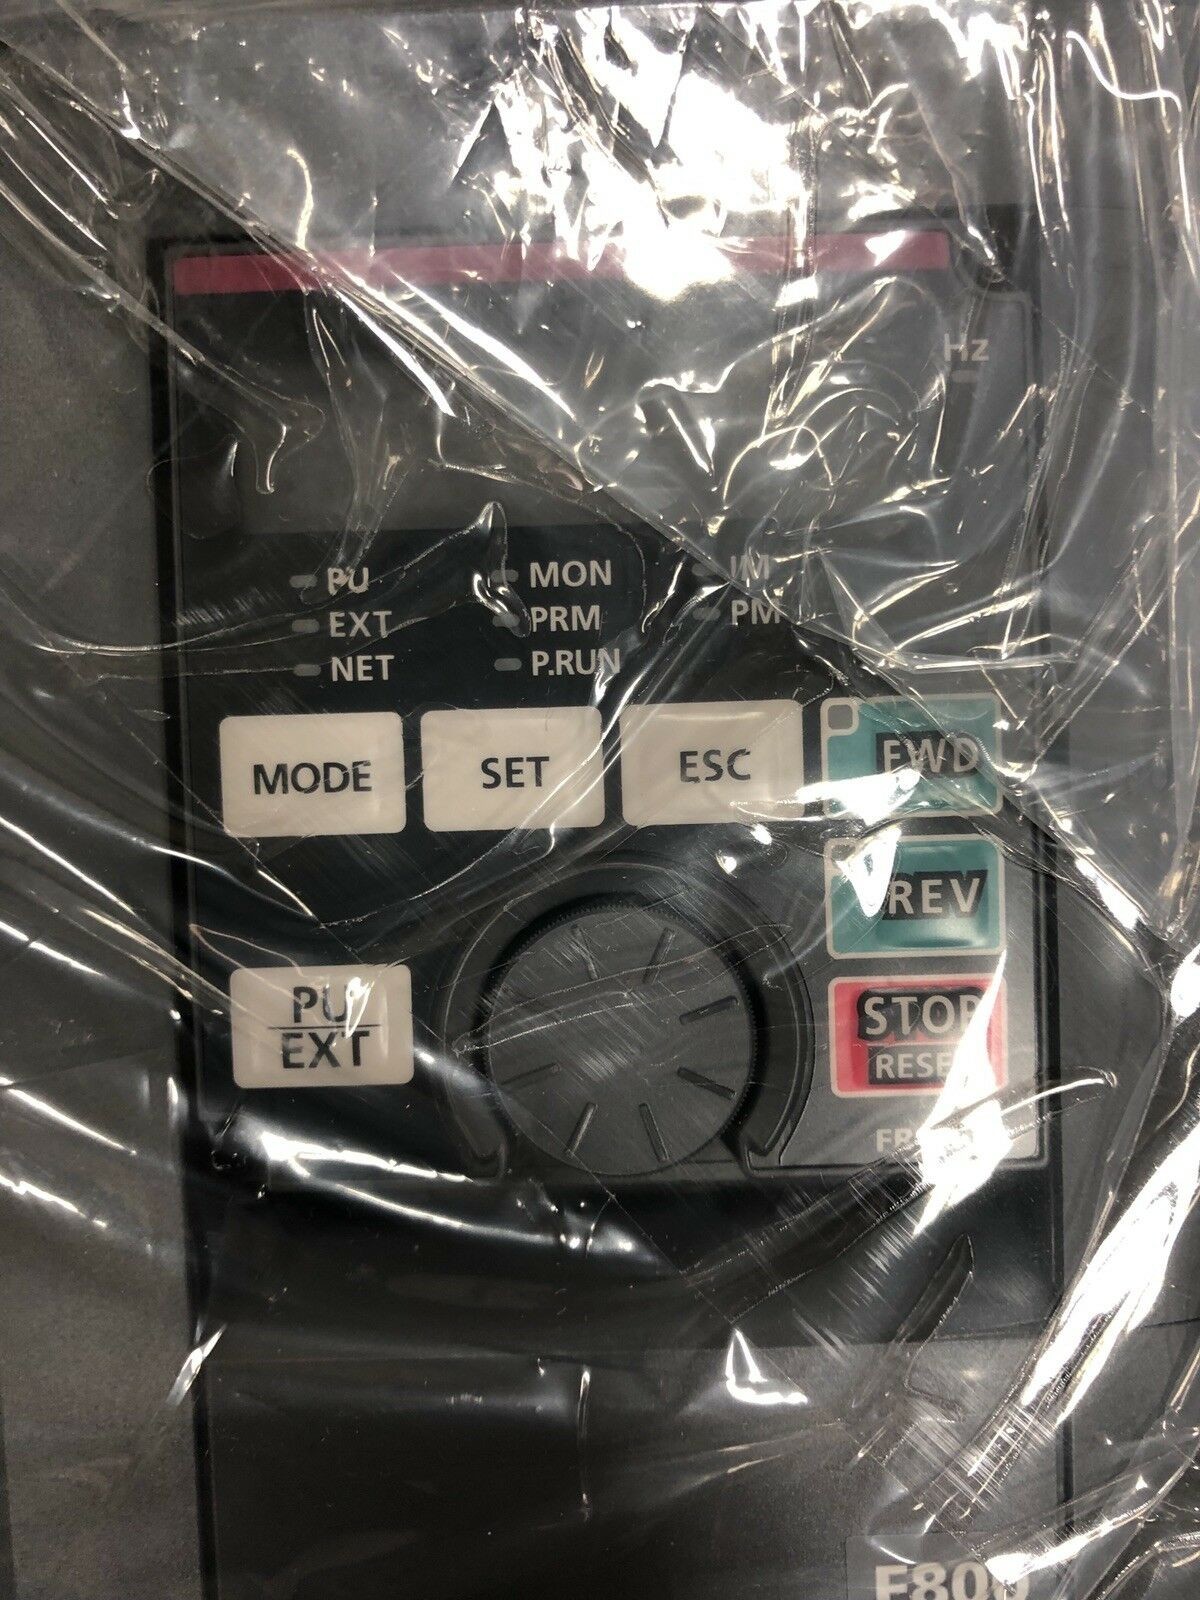 Hz
PU
MON
IM
EXT
PRM
PM
NET
P.RUN
MODE
SET
ESC
FWD
REV
PU
EXT
STOP
RESET
F800